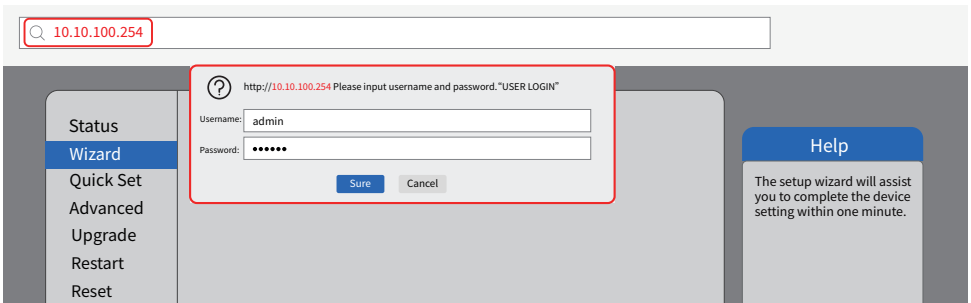 10.10.100.254
http://10.10.100.254 Please input username and password.“USER LOGIN”
Username: admin
Password: ••••••
Sure Cancel
Status
Wizard
Quick Set
Advanced
Upgrade
Restart
Reset
Help
The setup wizard will assist
you to complete the device
setting within one minute.